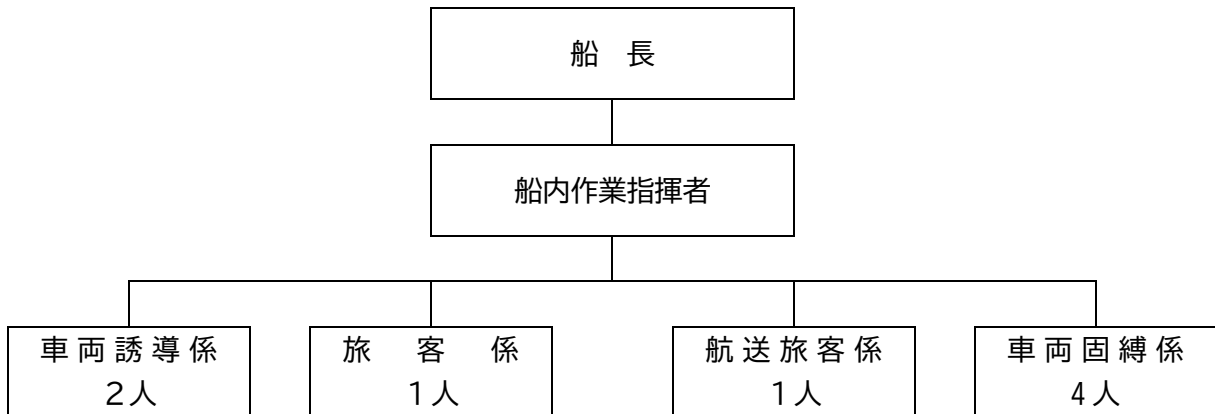 船　長
船内作業指揮者
車両誘導係
2人
旅　客　係
1人
航送旅客係
1人
車両固縛係
4人